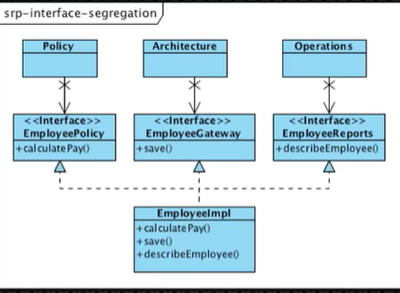 srp-interface-segregation
Policy
Architecture
Operations
<<Interface>>
EmployeePolicy
+calculatePay()
<<Interface>>
EmployeeGateway
+save()
<<Interface>>
EmployeeReports
+describeEmployee()
EmployeeImpl
+calculatePay()
+save()
+describeEmployee()